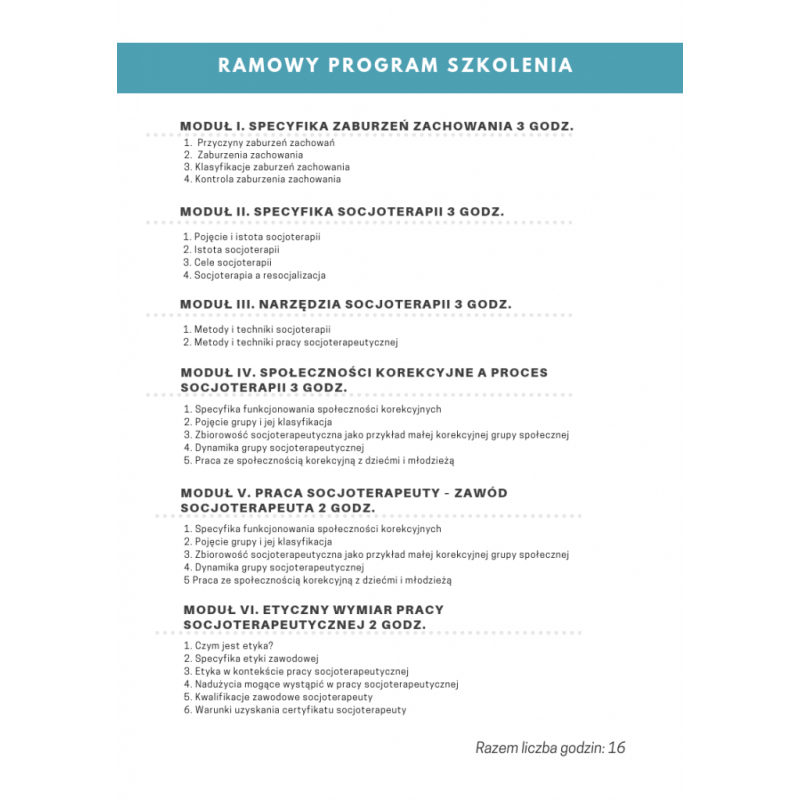 RAMOWY PROGRAM SZKOLENIA
MODUŁ I. SPECYFIKA ZABURZEŃ ZACHOWANIA 3 GODZ.
1. Przyczyny zaburzeń zachowań
2. Zaburzenia zachowania
3. Klasyfikacje zaburzeń zachowania
4. Kontrola zaburzenia zachowania
MODUŁ II. SPECYFIKA SOCJOTERAPII 3 GODZ.
1. Pojęcie i istota socjoterapii
2. Istota socjoterapii
3. Cele socjoterapii
4. Socjoterapia a resocjalizacja
MODUŁ III. NARZĘDZIA SOCJOTERAPII 3 GODZ.
1. Metody i techniki socjoterapii
2. Metody i techniki pracy socjoterapeutycznej
MODUŁ IV. SPOŁECZNOŚCI KOREKCYJNE A PROCES
SOCJOTERAPII 3 GODZ.
1. Specyfika funkcjonowania społeczności korekcyjnych
2. Pojęcie grupy i jej klasyfikacja
3. Zbiorowość socjoterapeutyczna jako przykład małej korekcyjnej grupy społecznej
4. Dynamika grupy socjoterapeutycznej
5. Praca ze społecznością korekcyjną z dziećmi i młodzieżą
MODUŁ V. PRACA SOCJOTERAPEUTY - ZAWÓD
SOCJOTERAPEUTA 2 GODZ.
1. Specyfika funkcjonowania społeczności korekcyjnych
2. Pojęcie grupy i jej klasyfikacja
3. Zbiorowość socjoterapeutyczna jako przykład małej korekcyjnej grupy społecznej
4. Dynamika grupy socjoterapeutycznej
5 Praca ze społecznością korekcyjną z dziećmi i młodzieżą
MODUŁ VI. ETYCZNY WYMIAR PRACY
SOCJOTERAPEUTYCZNEJ 2 GODZ.
1. Czym jest etyka?
2. Specyfika etyki zawodowej
3. Etyka w kontekście pracy socjoterapeutycznej
4. Nadużycia mogące wystąpić w pracy socjoterapeutycznej
5. Kwalifikacje zawodowe socjoterapeuty
6. Warunki uzyskania certyfikatu socjoterapeuty
Razem liczba godzin: 16